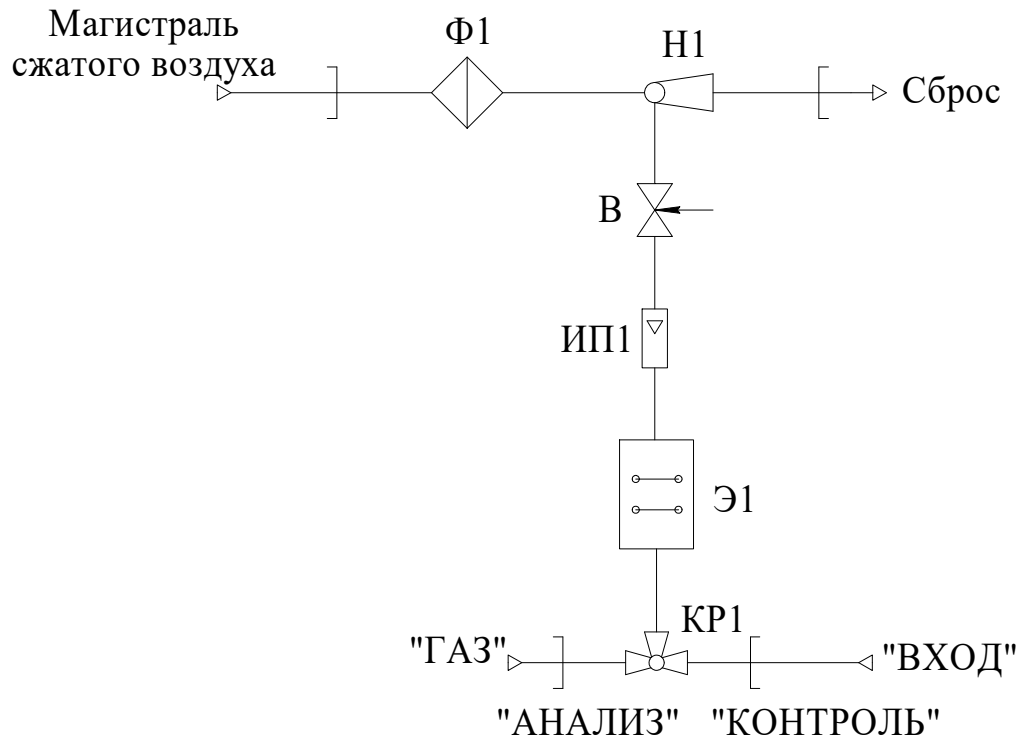 Магистраль
сжатого воздуха
Ф1
Н1
Сброс
В
ИП1
Э1
КР1
"ГАЗ"
"ВХОД"
"АНАЛИЗ"
"КОНТРОЛЬ"